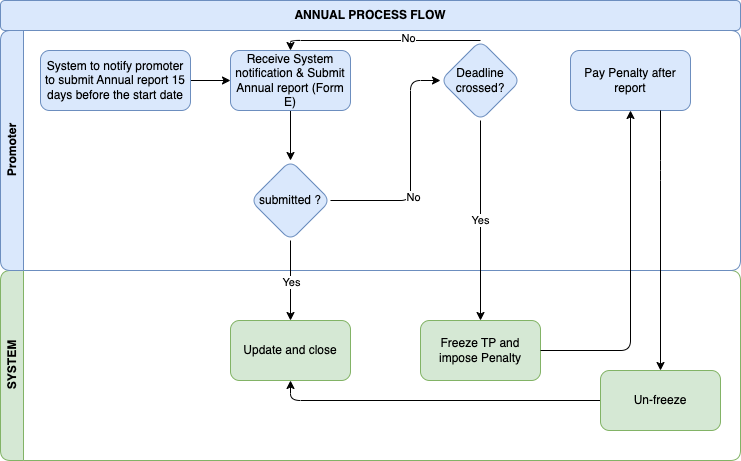 ANNUAL PROCESS FLOW
Promoter
System to notify promoter
to submit Annual report 15
days before the start date
Receive System
notification & Submit
Annual report (Form
E)
No
Deadline
crossed?
Pay Penalty after
report
submitted ?
No
Yes
Yes
SYSTEM
Update and close
Freeze TP and
impose Penalty
Un-freeze